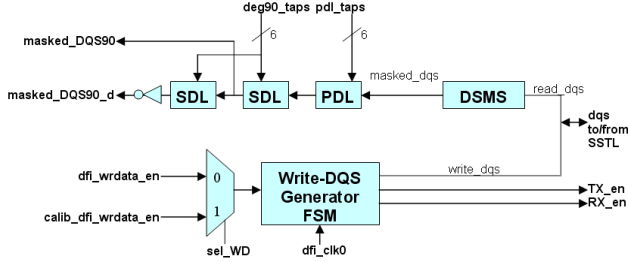 deg90_taps pdl_taps
masked_DQS90
6
6
masked_dqs
read_dqs
masked_DQS90_d
SDL
SDL
PDL
DSMS
dqs
to/from
SSTL
write_dqs
dfi_wrdata_en
0
Write-DQS
Generator
FSM
TX_en
RX_en
calib_dfi_wrdata_en
1
sel_WD
dfi_clk0